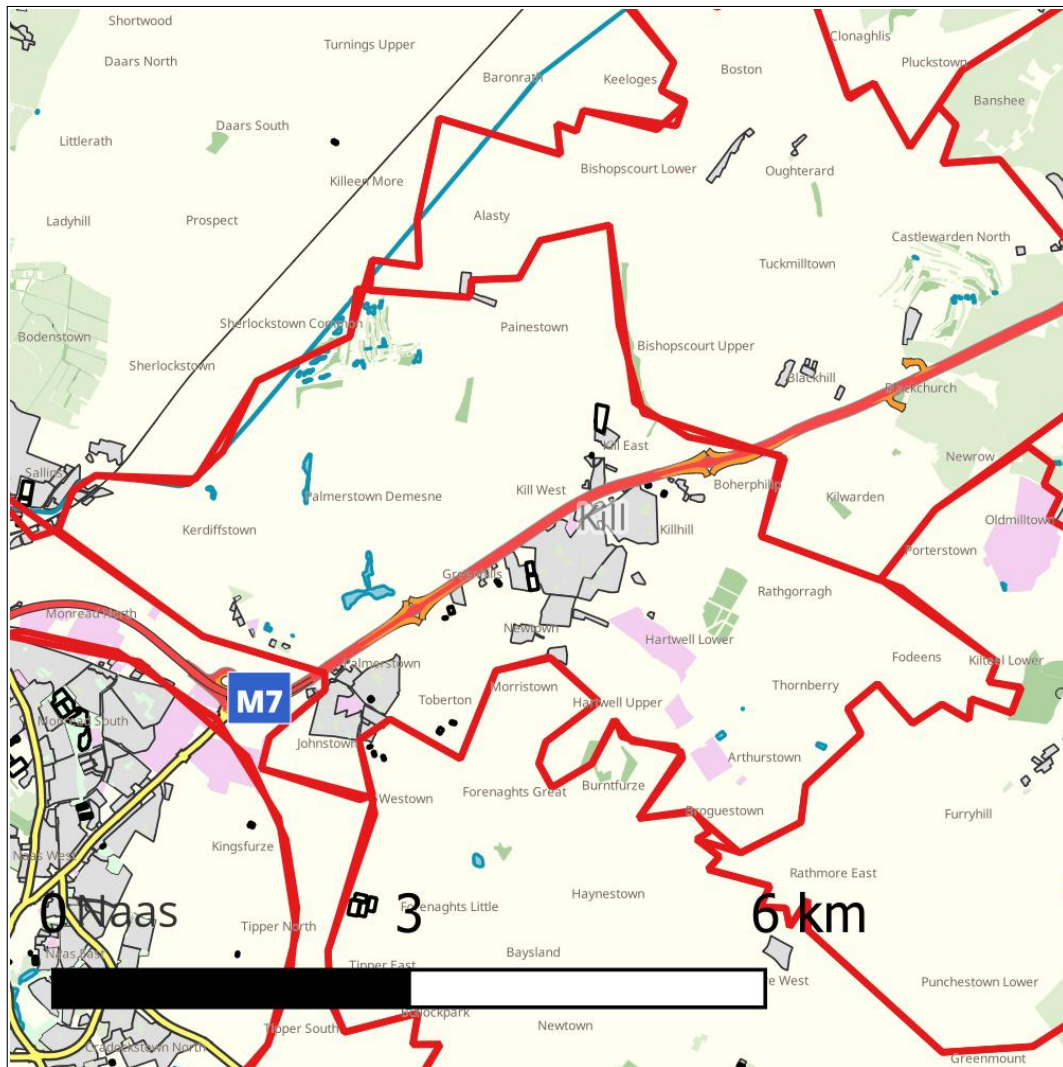 Shortwood
Clonaghlis
Turnings Upper
Daars North
Pluckstown
Boston
Baronrath
Keeloges
Banshee
Daars South
Littlerath
Bishopscourt Lower
Oughterard
Killeen More
Ladyhill
Prospect
Alasty
Castlewarden North
Tuckmilltown
Sherlockstown Common
Painestown
Bodenstown
Bishopscourt Upper
Sherlockstown
Blackhill
Blackchurch
Kill East
Newrow
Sallins
Boherphilip
Kill West
Palmerstown Demesne
Kilwarden
Kill
Oldmilltown
Kerdiffstown
Killhill
Porterstown
Greenhills
Rathgorragh
Monread North
Newtown
Hartwell Lower
Fodeens
Kilteel Lower
Palmerstown
Morristown
Thornberry
M7
Toberton
Hartwell Upper
Monread South
Johnstown
Arthurstown
Burntfurze
Forenaghts Great
Westown
Broguestown
Furryhill
Kingsfurze
Naas West
Rathmore East
Haynestown
0
Naas
Forenaghts Little
3
6 km
Tipper North
Naas East
Baysland
Tipper East
re West
Punchestown Lower
Tipper South
Newtown
Craddockstown North
Greenmount